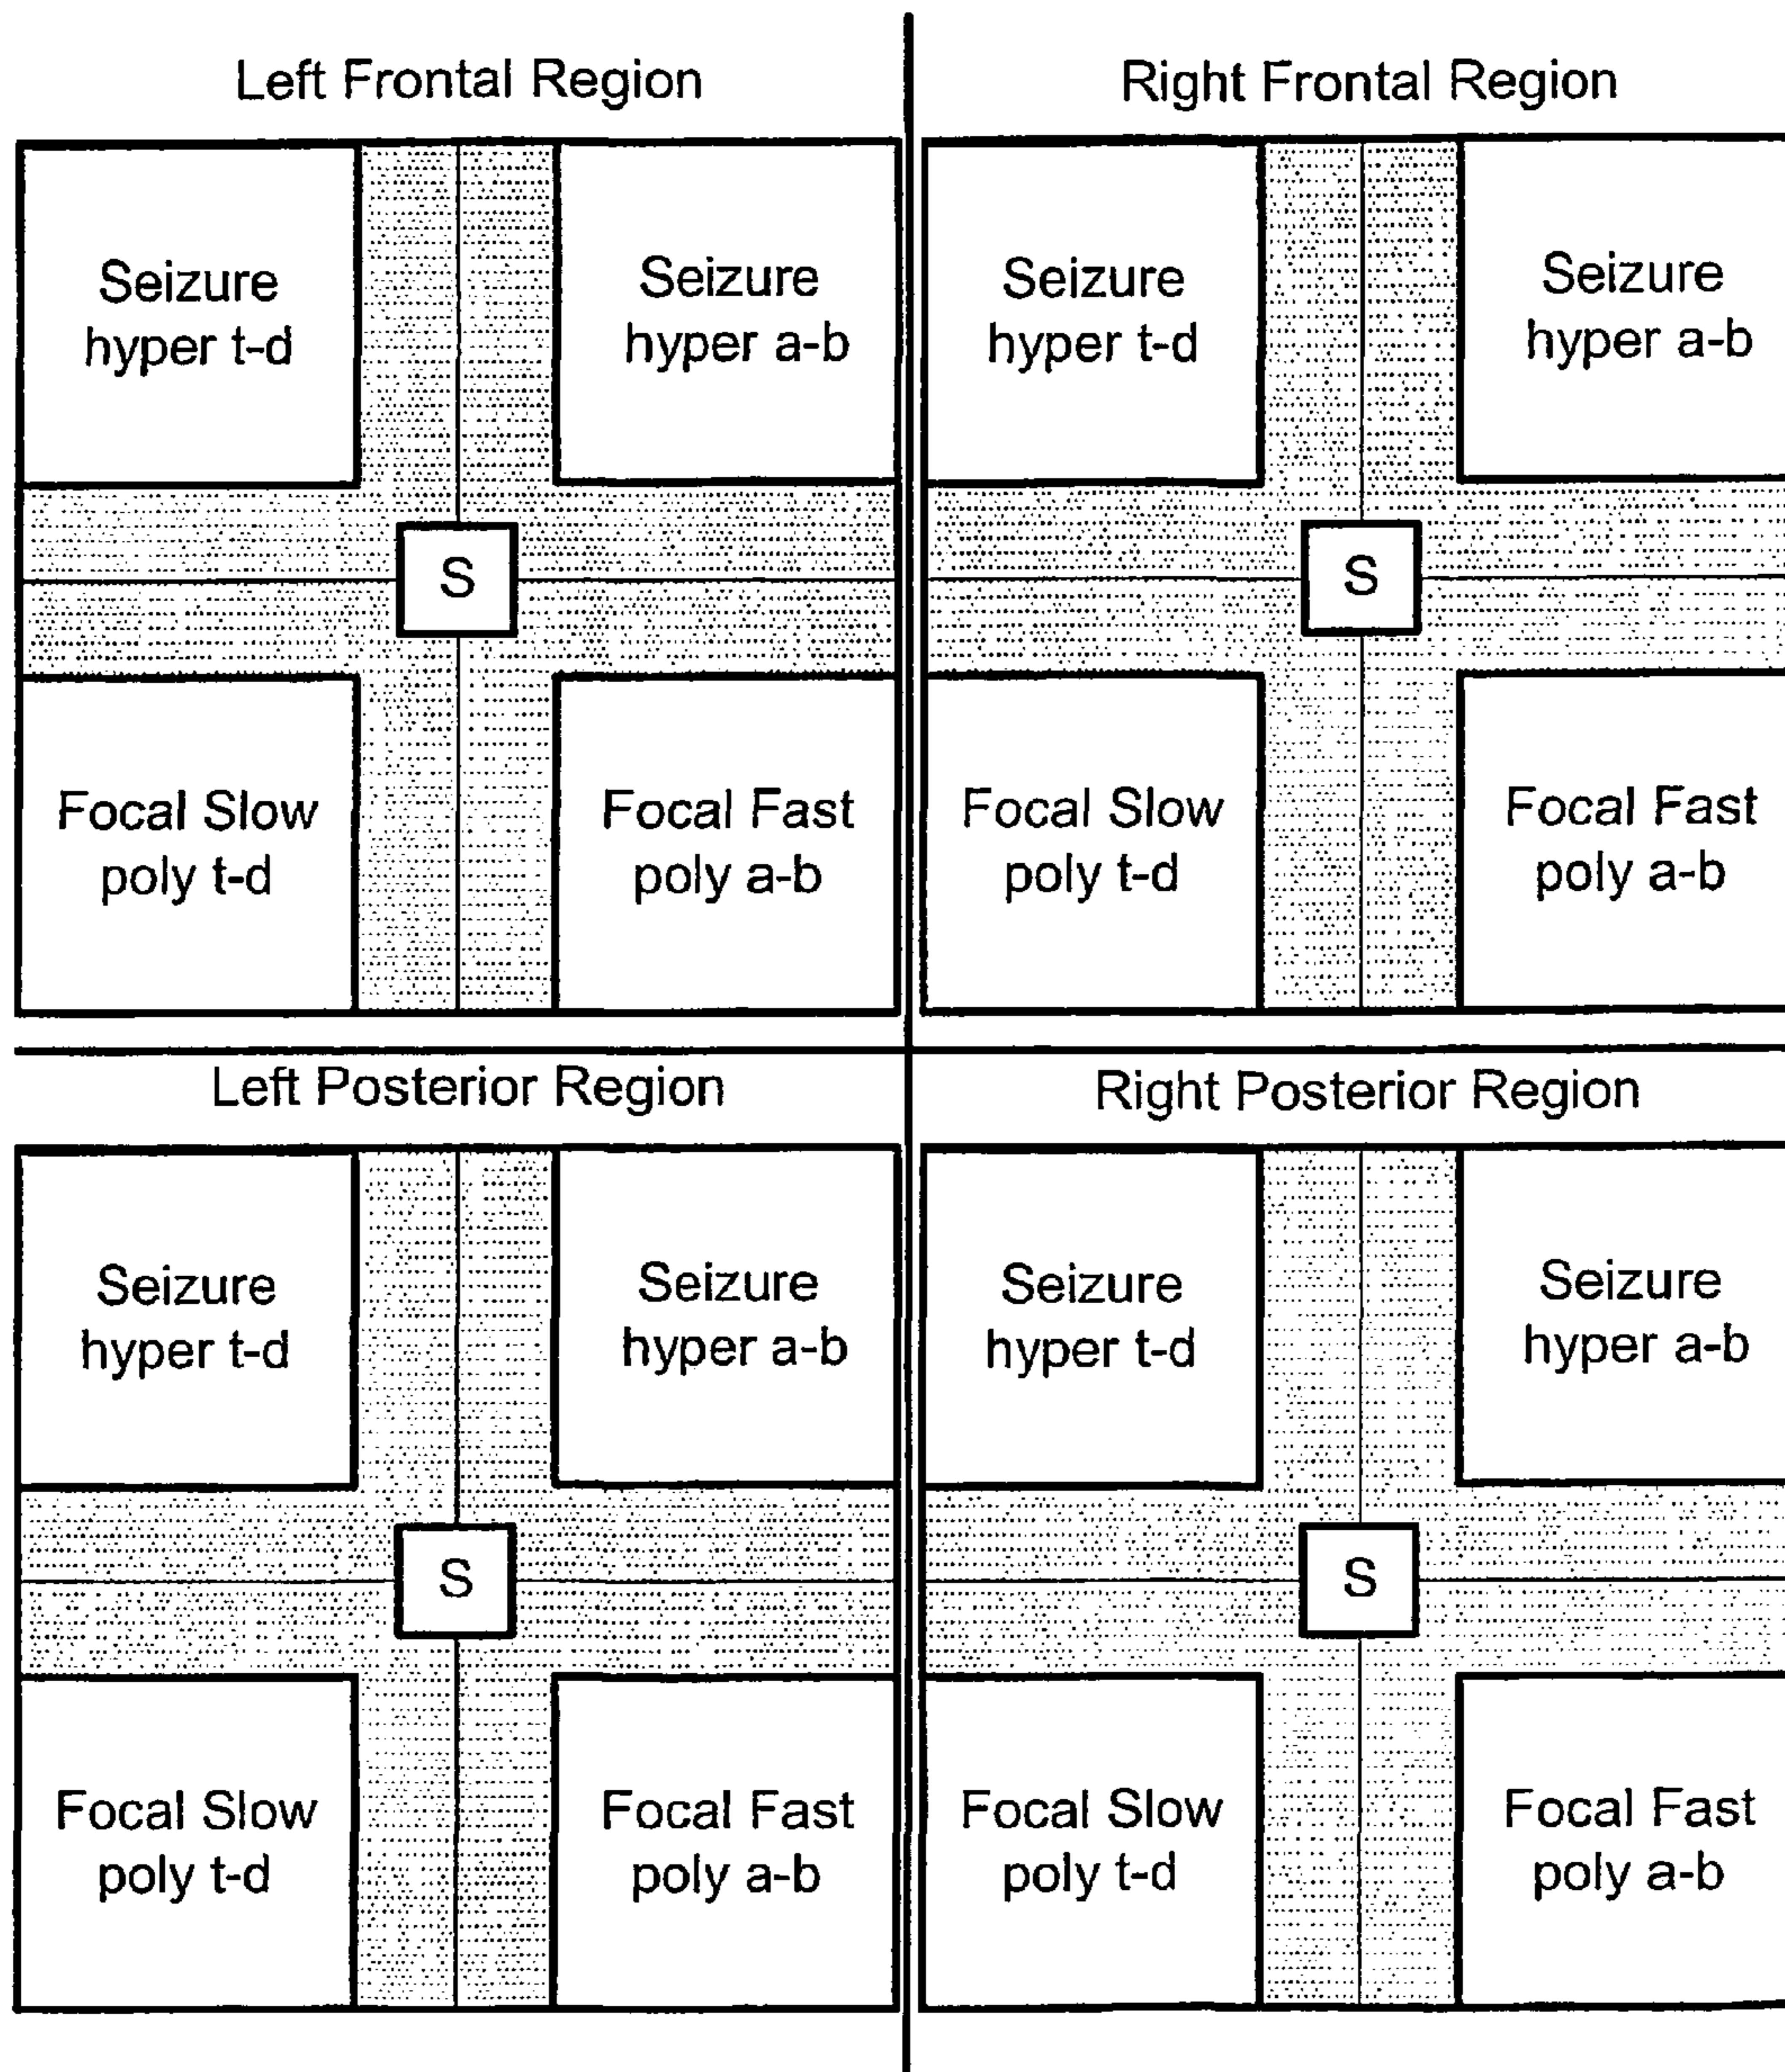 Left Frontal Region
Seizure
hyper t-d
Seizure
hyper a-b
S
Focal Slow
poly t-d
Focal Fast
poly a-b
Right Frontal Region
Seizure
hyper t-d
Seizure
hyper a-b
S
Focal Slow
poly t-d
Focal Fast
poly a-b
Left Posterior Region
Seizure
hyper t-d
Seizure
hyper a-b
S
Focal Slow
poly t-d
Focal Fast
poly a-b
Right Posterior Region
Seizure
hyper t-d
Seizure
hyper a-b
S
Focal Slow
poly t-d
Focal Fast
poly a-b